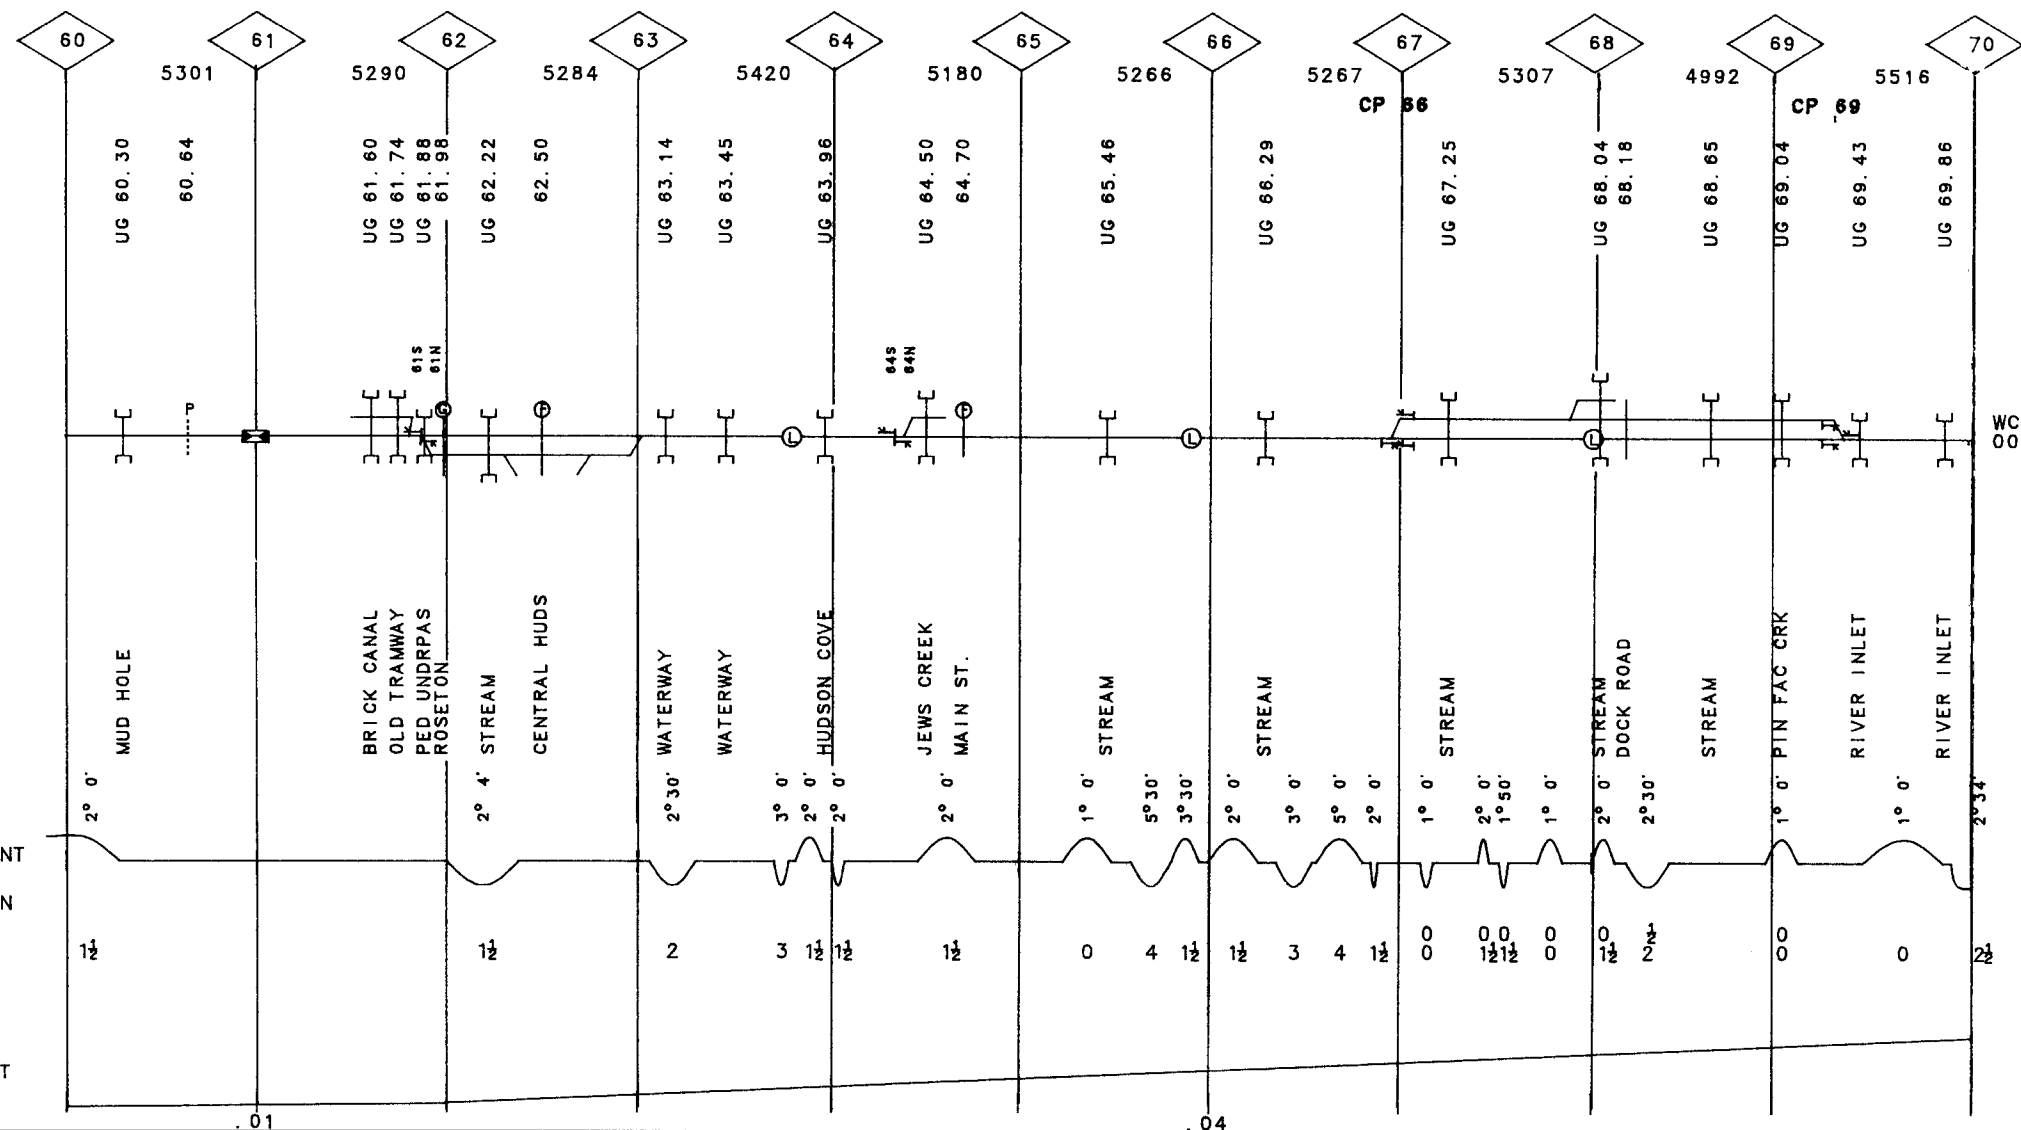 60 61 62 63 64 65 66 67 68 69 70
5301 5290 5284 5420 5180 5266 5267 5307 4992 5516
CP 66 CP 69
UG 60.30
60.64
UG 61.60
UG 61.74
UG 61.88
61.98
UG 62.22
62.50
UG 63.14
UG 63.45
UG 63.96
UG 64.50
64.70
UG 65.46
UG 66.29
UG 67.25
UG 68.04
68.18
UG 68.65
UG 69.04
UG 69.43
UG 69.86
61S
61N
64S
64N
P
L
L
L
WC
00
MUD HOLE
BRICK CANAL
OLD TRAMWAY
PED UNDRPAS
ROSETON
STREAM
CENTRAL HUDS
WATERWAY
WATERWAY
HUDSON COVE
JEWS CREEK
MAIN ST.
STREAM
STREAM
STREAM
STREAM
DOCK ROAD
STREAM
PIN FAC CRK
RIVER INLET
RIVER INLET
2° 0'
2° 4'
2°30'
3° 0'
2° 0'
2° 0'
2° 0'
1° 0'
5°30'
3°30'
2° 0'
3° 0'
5° 0'
2° 0'
1° 0'
2° 0'
1°50'
1° 0'
2° 0'
2°30'
1° 0'
1° 0'
2°34'
NT
N
0 0 0 0 0 ½ 0
1½ 1½ 2 3 1½ 1½ 1½ 0 4 1½ 1½ 3 4 1½ 0 1½ 1½ 0 1½ 2 0 0 2½
T
.01 .04